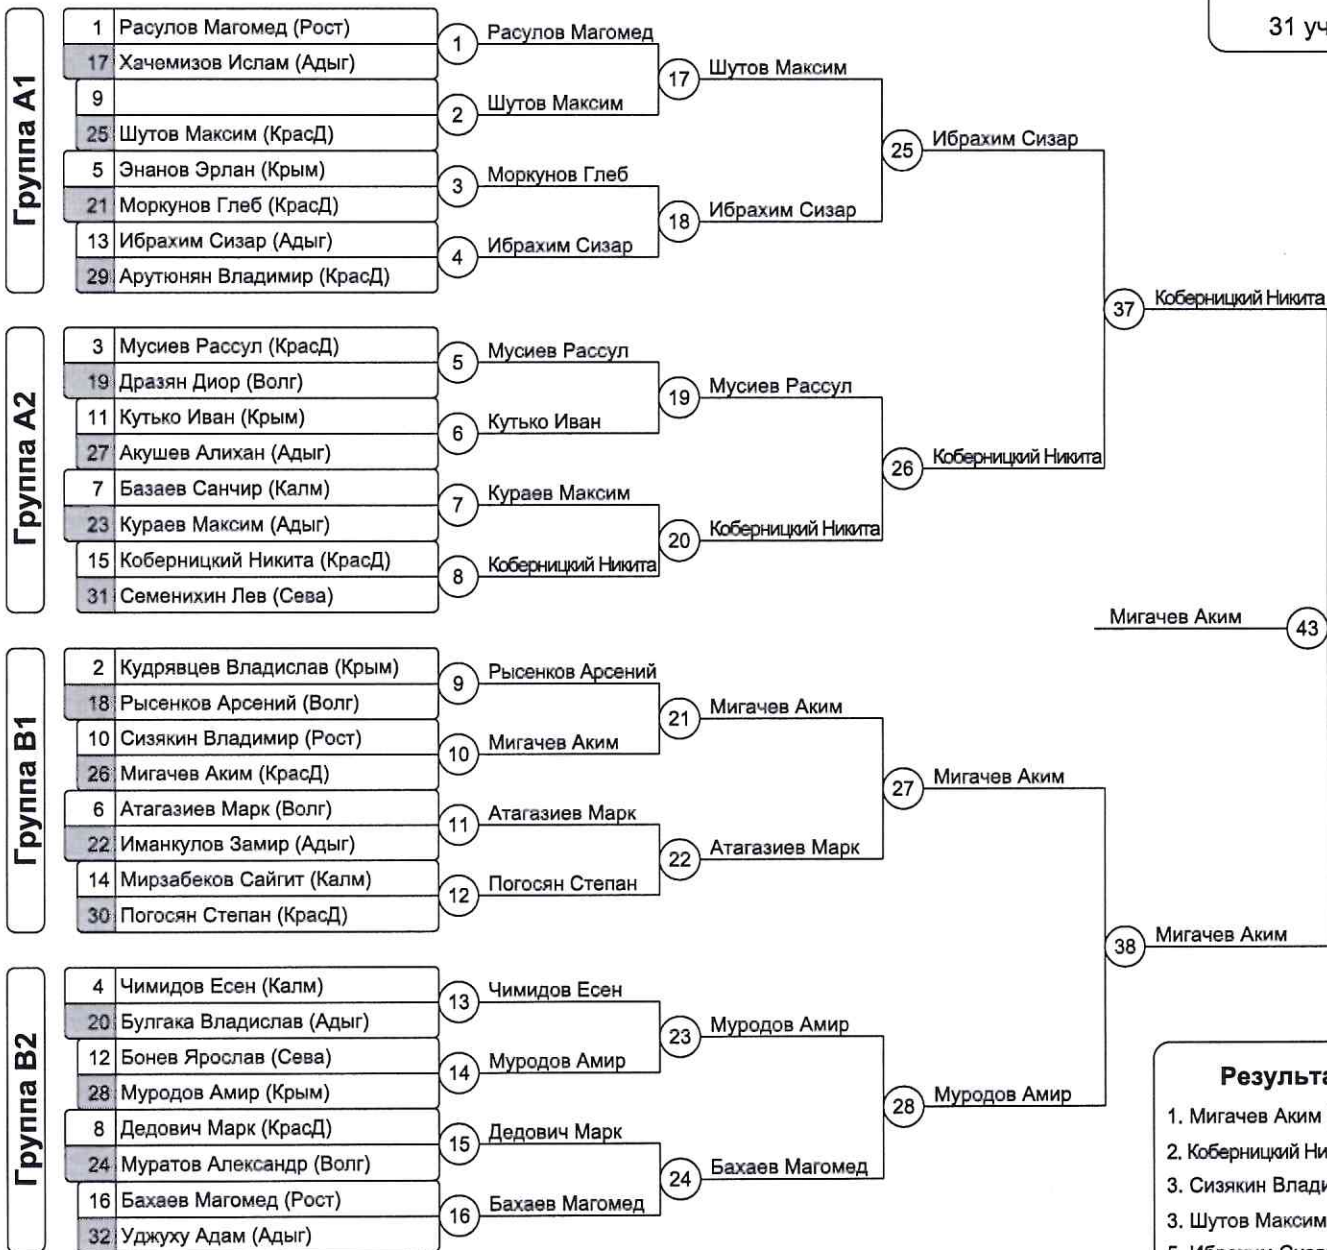 31 уч
Группа А1
1 Расулов Магомед (Рост)
17 Хачемизов Ислам (Адыг)
9
25 Шутов Максим (КрасД)
5 Энанов Эрлан (Крым)
21 Моркунов Глеб (КрасД)
13 Ибрахим Сизар (Адыг)
29 Арутюнян Владимир (КрасД)
1 Расулов Магомед
2 Шутов Максим
3 Моркунов Глеб
4 Ибрахим Сизар
17 Шутов Максим
18 Ибрахим Сизар
25 Ибрахим Сизар
Группа А2
3 Мусиев Рассул (КрасД)
19 Дразян Диор (Волг)
11 Кутько Иван (Крым)
27 Акушев Алихан (Адыг)
7 Базаев Санчир (Калм)
23 Кураев Максим (Адыг)
15 Коберницкий Никита (КрасД)
31 Семенихин Лев (Сева)
5 Мусиев Рассул
6 Кутько Иван
7 Кураев Максим
8 Коберницкий Никита
19 Мусиев Рассул
20 Коберницкий Никита
26 Коберницкий Никита
37 Коберницкий Никита
Мигачев Аким 43
Группа В1
2 Кудрявцев Владислав (Крым)
18 Рысенков Арсений (Волг)
10 Сизякин Владимир (Рост)
26 Мигачев Аким (КрасД)
6 Атагазиев Марк (Волг)
22 Иманкулов Замир (Адыг)
14 Мирзабеков Сайгит (Калм)
30 Погосян Степан (КрасД)
9 Рысенков Арсений
10 Мигачев Аким
11 Атагазиев Марк
12 Погосян Степан
21 Мигачев Аким
22 Атагазиев Марк
27 Мигачев Аким
38 Мигачев Аким
Группа В2
4 Чимидов Есен (Калм)
20 Булгака Владислав (Адыг)
12 Бонев Ярослав (Сева)
28 Муродов Амир (Крым)
8 Дедович Марк (КрасД)
24 Муратов Александр (Волг)
16 Бахаев Магомед (Рост)
32 Уджуху Адам (Адыг)
13 Чимидов Есен
14 Муродов Амир
15 Дедович Марк
16 Бахаев Магомед
23 Муродов Амир
24 Бахаев Магомед
28 Муродов Амир
Результа
1. Мигачев Аким
2. Коберницкий Ни
3. Сизякин Влади
3. Шутов Максим